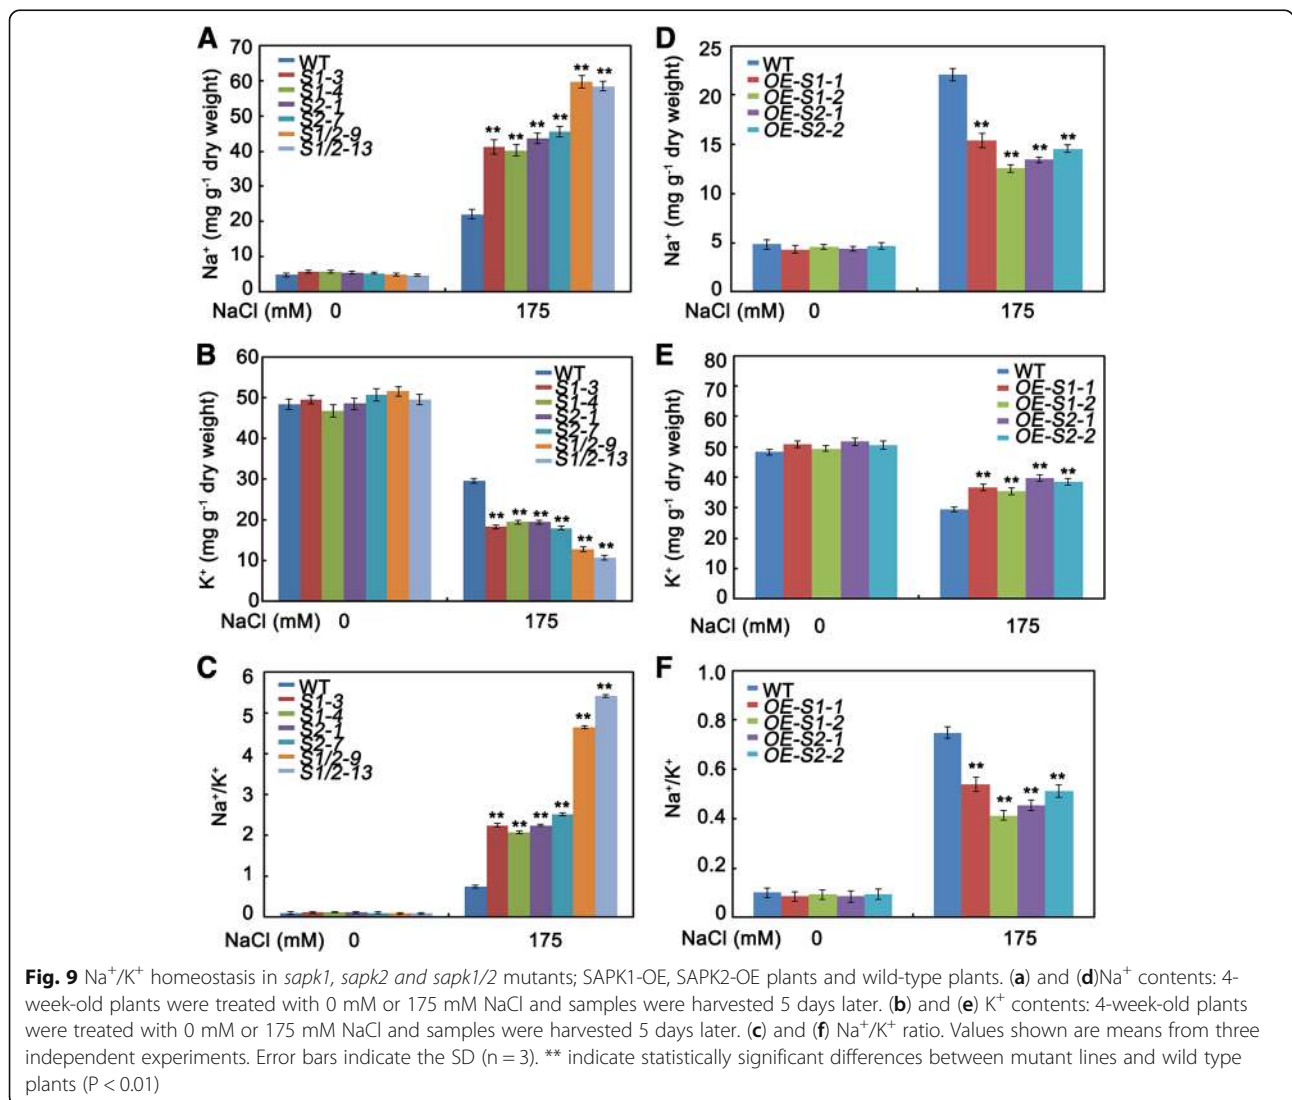 A
70
60
50
40
30
20
10
0
Na⁺ (mg g⁻¹ dry weight)
WT
S1-3
S1-4
S2-1
S2-7
S1/2-9
S1/2-13
** ** ** ** ** **
NaCl (mM) 0 175
D
25
20
15
10
5
0
Na⁺ (mg g⁻¹ dry weight)
WT
OE-S1-1
OE-S1-2
OE-S2-1
OE-S2-2
** ** ** **
NaCl (mM) 0 175
B
60
50
40
30
20
10
0
K⁺ (mg g⁻¹ dry weight)
WT
S1-3
S1-4
S2-1
S2-7
S1/2-9
S1/2-13
** ** ** ** ** **
NaCl (mM) 0 175
E
80
70
60
50
40
30
20
10
0
K⁺ (mg g⁻¹ dry weight)
WT
OE-S1-1
OE-S1-2
OE-S2-1
OE-S2-2
** ** ** **
NaCl (mM) 0 175
C
6
5
4
3
2
1
0
Na⁺/K⁺
WT
S1-3
S1-4
S2-1
S2-7
S1/2-9
S1/2-13
** ** ** ** ** **
NaCl (mM) 0 175
F
1.0
0.8
0.6
0.4
0.2
0
Na⁺/K⁺
WT
OE-S1-1
OE-S1-2
OE-S2-1
OE-S2-2
** ** ** **
NaCl (mM) 0 175
Fig. 9 Na⁺/K⁺ homeostasis in sapk1, sapk2 and sapk1/2 mutants; SAPK1-OE, SAPK2-OE plants and wild-type plants. (a) and (d)Na⁺ contents: 4-
week-old plants were treated with 0 mM or 175 mM NaCl and samples were harvested 5 days later. (b) and (e) K⁺ contents: 4-week-old plants
were treated with 0 mM or 175 mM NaCl and samples were harvested 5 days later. (c) and (f) Na⁺/K⁺ ratio. Values shown are means from three
independent experiments. Error bars indicate the SD (n = 3). ** indicate statistically significant differences between mutant lines and wild type
plants (P < 0.01)